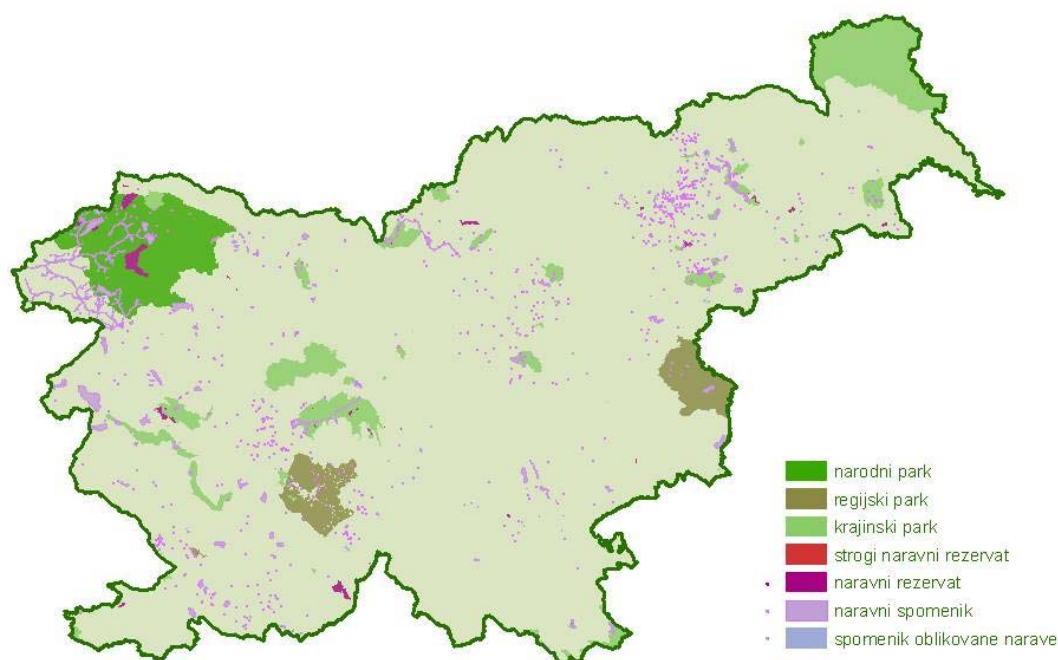 narodni park
regijski park
krajinski park
strogi naravni rezervat
naravni rezervat
naravni spomenik
spomenik oblikovane narave